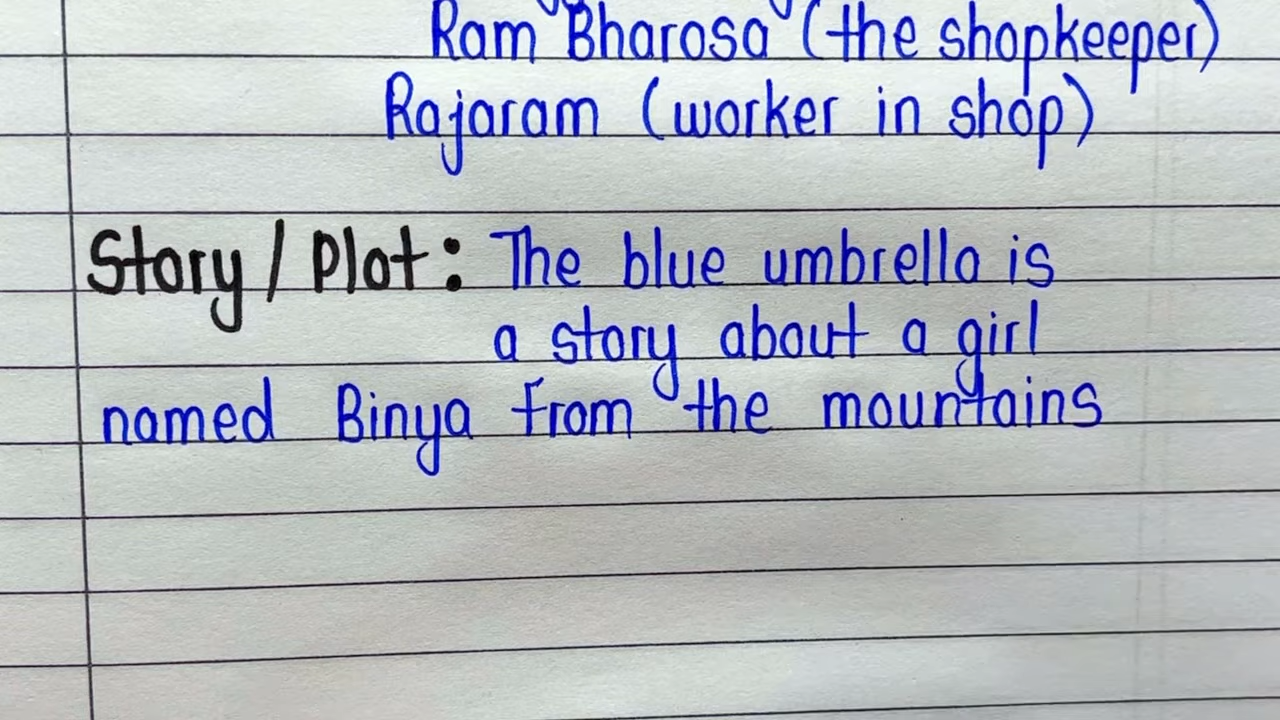 Ram Bharosa (the shopkeeper)
Rajaram (worker in shop)
Story / Plot: The blue umbrella is
a story about a girl
named Binya from the mountains